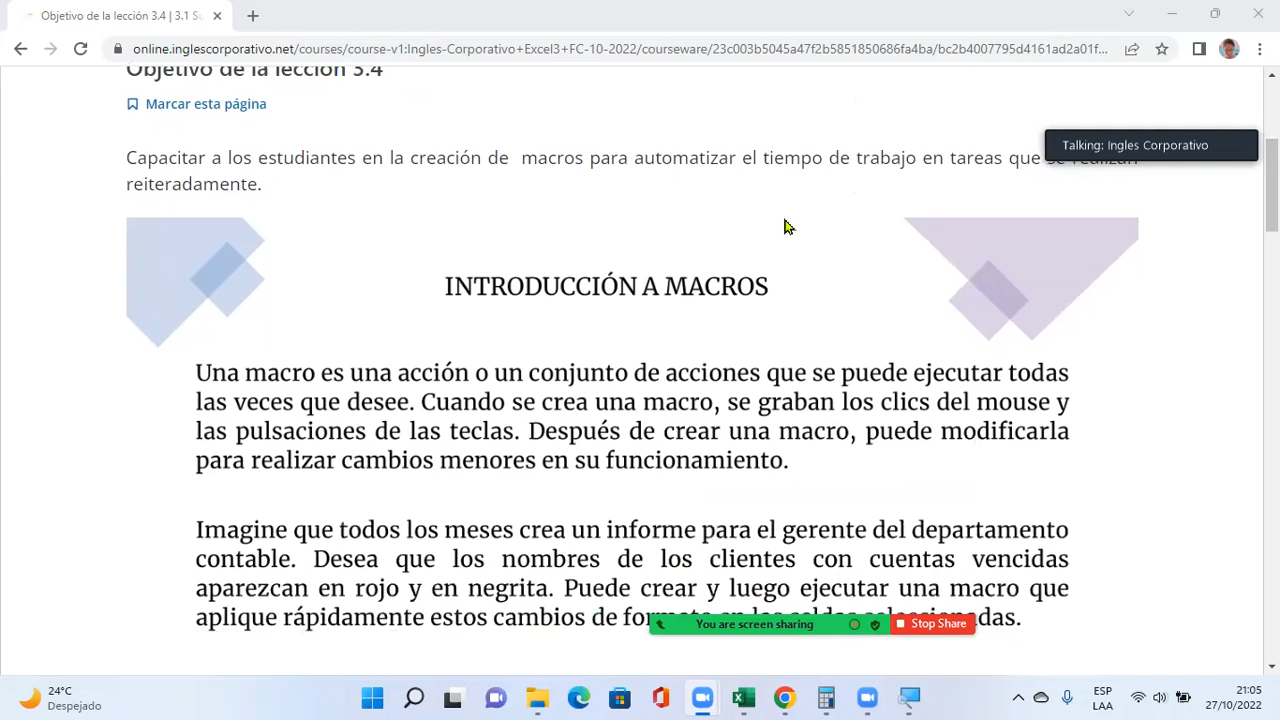 Objetivo de la lección 3.4 | 3.1 Su
online.inglescorporativo.net/courses/course-v1:Ingles-Corporativo+Excel3+FC-10-2022/courseware/23c003b5045a47f2b5851850686fa4ba/bc2b4007795d4161ad2a01f...
Objetivo de la lección 3.4
Marcar esta página
Talking: Ingles Corporativo
Capacitar a los estudiantes en la creación de macros para automatizar el tiempo de trabajo en tareas que se realizan
reiteradamente.
INTRODUCCIÓN A MACROS
Una macro es una acción o un conjunto de acciones que se puede ejecutar todas
las veces que desee. Cuando se crea una macro, se graban los clics del mouse y
las pulsaciones de las teclas. Después de crear una macro, puede modificarla
para realizar cambios menores en su funcionamiento.
Imagine que todos los meses crea un informe para el gerente del departamento
contable. Desea que los nombres de los clientes con cuentas vencidas
aparezcan en rojo y en negrita. Puede crear y luego ejecutar una macro que
aplique rápidamente estos cambios de formato en las celdas seleccionadas.
You are screen sharing
Stop Share
24°C
Despejado
ESP
LAA
21:05
27/10/2022